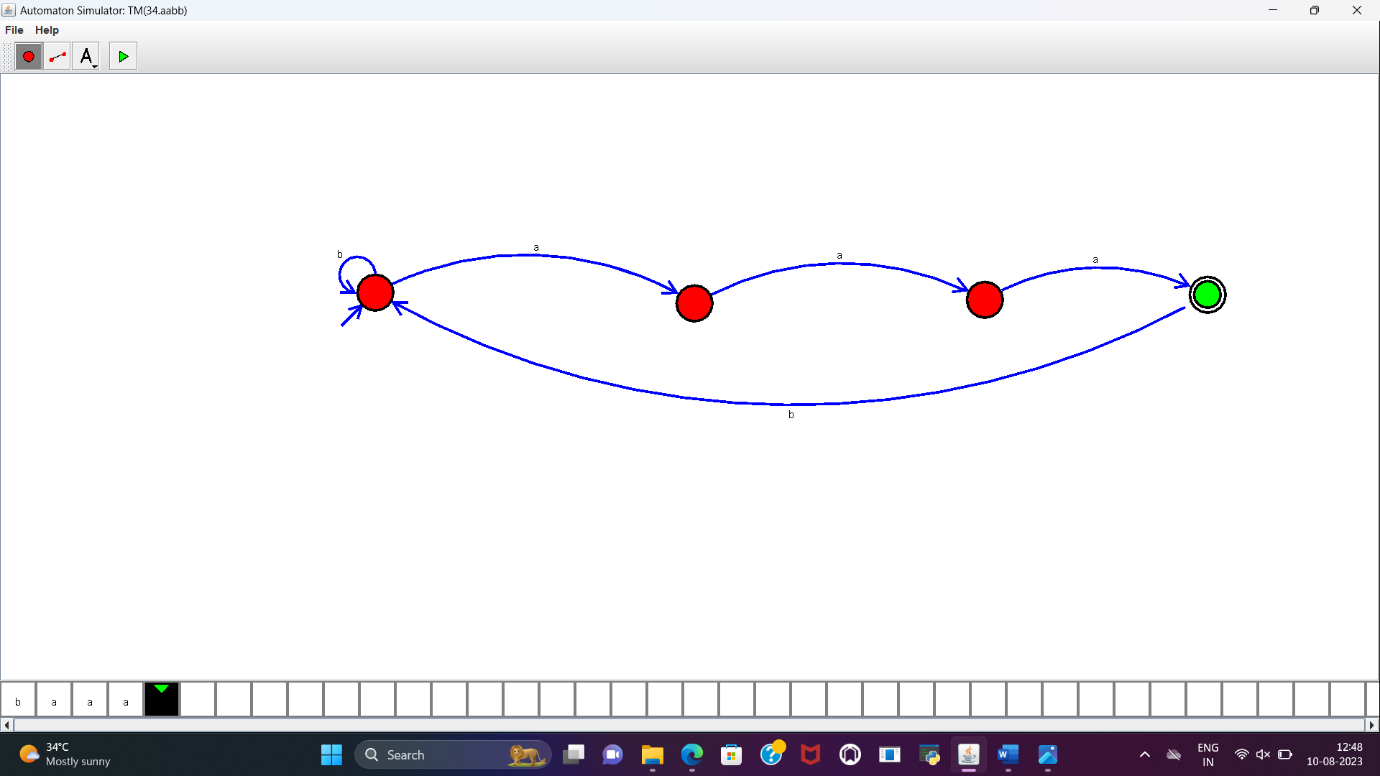 Automaton Simulator: TM(34.aabb)
File Help
A
b
a
a
a
b
b a a a
34°C
Mostly sunny
Search
ENG
IN
12:48
10-08-2023